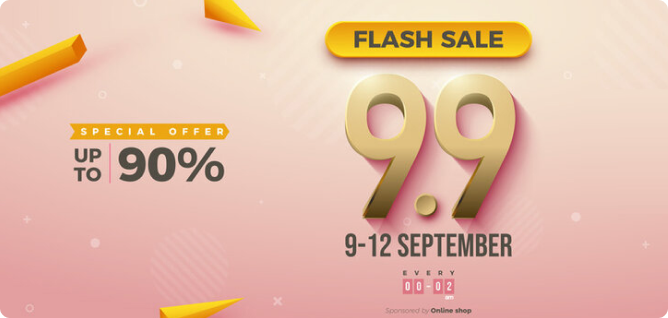 SPECIAL OFFER
UP TO 90%
FLASH SALE
9.9
9-12 SEPTEMBER
EVERY
00-02
am
Sponsored by Online shop